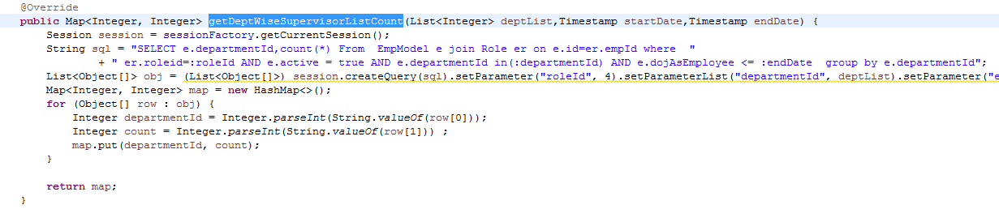 @Override
public Map<Integer, Integer> getDeptWiseSupervisorListCount(List<Integer> deptList,Timestamp startDate,Timestamp endDate) {
Session session = sessionFactory.getCurrentSession();
String sql = "SELECT e.departmentId,count(*) From  EmpModel e join Role er on e.id=er.empId where  "
+ " er.roleid=:roleId AND e.active = true AND e.departmentId in(:departmentId) AND e.dojAsEmployee <= :endDate  group by e.departmentId";
List<Object[]> obj = (List<Object[]>) session.createQuery(sql).setParameter("roleId", 4).setParameterList("departmentId", deptList).setParameter("e
Map<Integer, Integer> map = new HashMap<>();
for (Object[] row : obj) {
Integer departmentId = Integer.parseInt(String.valueOf(row[0]));
Integer count = Integer.parseInt(String.valueOf(row[1])) ;
map.put(departmentId, count);
}
return map;
}